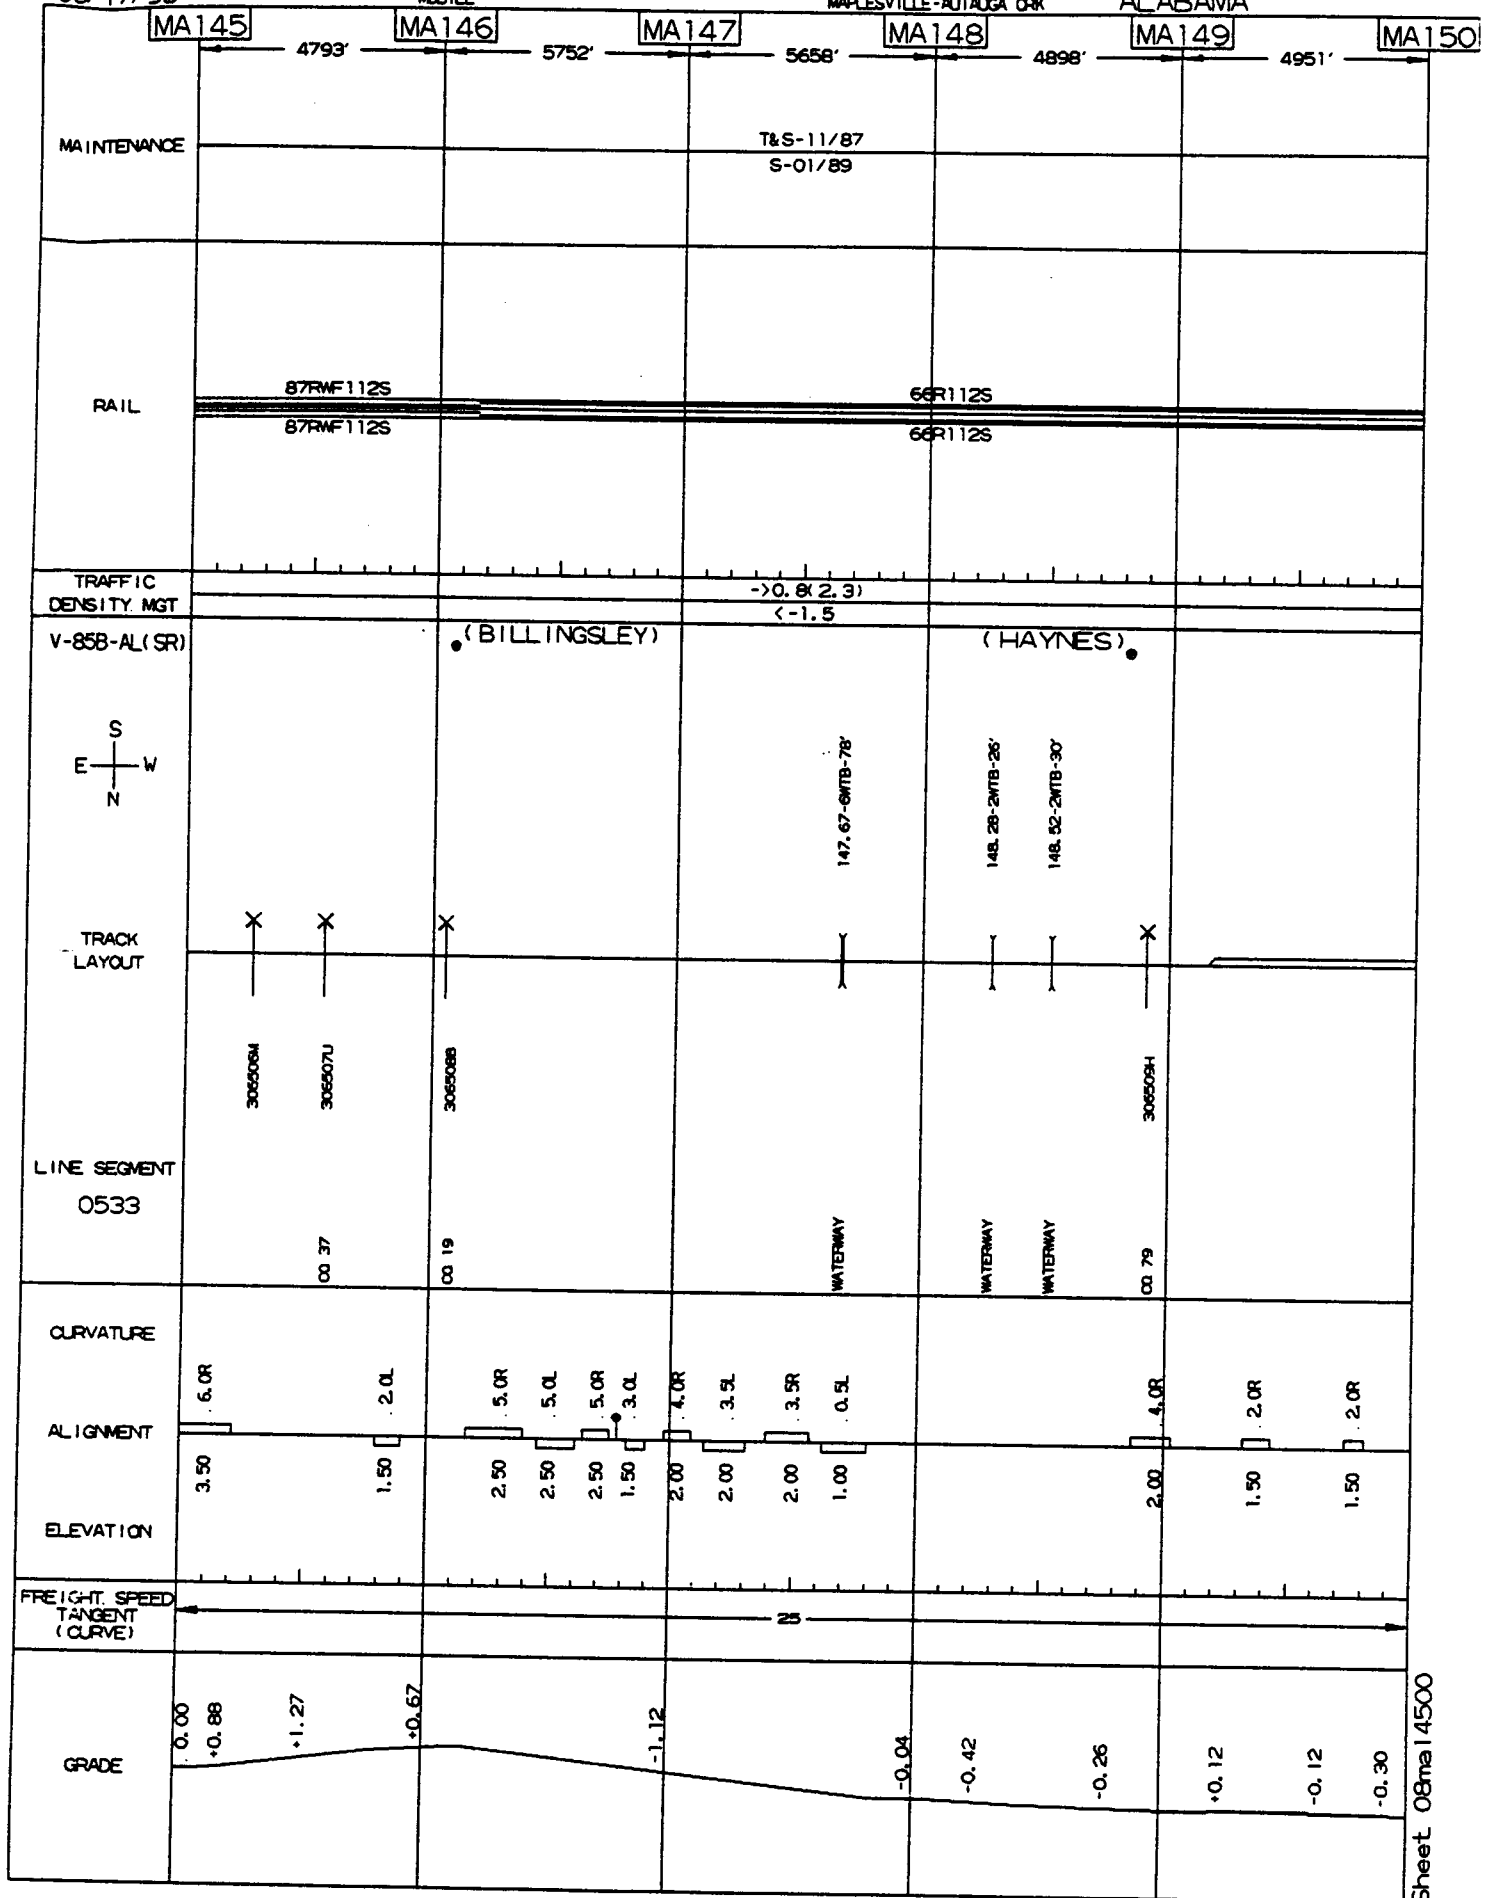 MAPLESVILLE-AUTAUGA CRK ALABAMA
MA145 MA146 MA147 MA148 MA149 MA150
4793' 5752' 5658' 4898' 4951'
MAINTENANCE
T&S-11/87
S-01/89
RAIL
87RWF112S 66R112S
87RWF112S 66R112S
TRAFFIC
DENSITY MGT
->0.8(2.3)
<-1.5
V-85B-AL(SR)
(BILLINGSLEY) (HAYNES)
S
E W
N
147.67-6WTB-78' 148.28-2WTB-26' 148.52-2WTB-30'
TRACK
LAYOUT
306506M 306507U 306508B 306509H
LINE SEGMENT
0533
CO 37 CO 19 WATERWAY WATERWAY WATERWAY CO 79
CURVATURE
6.0R 2.0L 5.0R 5.0L 5.0R 3.0L 4.0R 3.5L 3.5R 0.5L 4.0R 2.0R 2.0R
ALIGNMENT
3.50 1.50 2.50 2.50 2.50 1.50 2.00 2.00 2.00 1.00 2.00 1.50 1.50
ELEVATION
FREIGHT. SPEED
TANGENT
(CURVE)
25
GRADE
0.00 +0.88 +1.27 +0.67 -1.12 -0.04 -0.42 -0.26 +0.12 -0.12 -0.30
Sheet 08ma14500